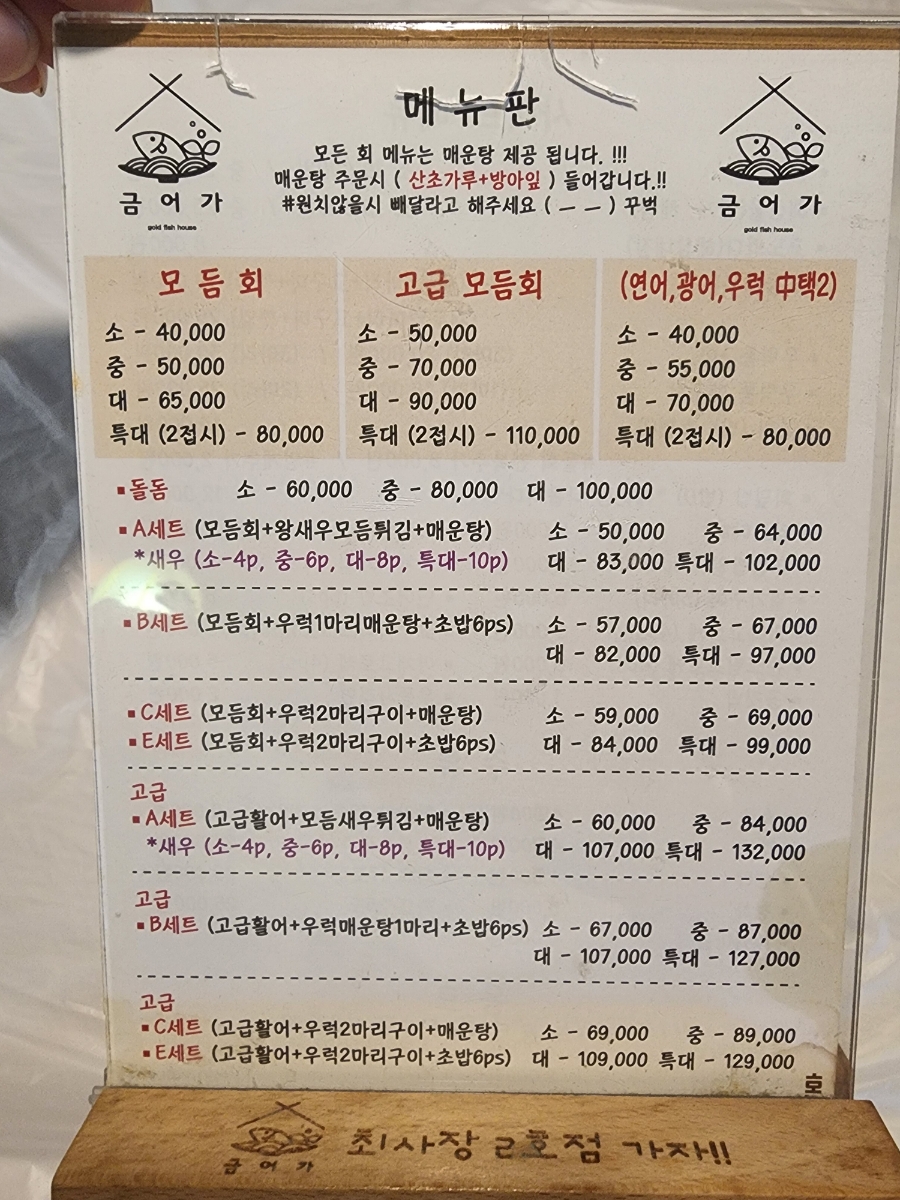 메뉴판
모든 회 메뉴는 매운탕 제공 됩니다. !!!
매운탕 주문시 ( 산초가루+방아잎 ) 들어갑니다.!!
#원치않을시 빼달라고 해주세요 ( ㅡ ㅡ ) 꾸벅
금어가
gold fish house
금어가
gold fish house
모듬회
소 - 40,000
중 - 50,000
대 - 65,000
특대 (2접시) - 80,000
고급 모듬회
소 - 50,000
중 - 70,000
대 - 90,000
특대 (2접시) - 110,000
(연어,광어,우럭 中택2)
소 - 40,000
중 - 55,000
대 - 70,000
특대 (2접시) - 80,000
▪돌돔 소 - 60,000 중 - 80,000 대 - 100,000
▪A세트 (모듬회+왕새우모듬튀김+매운탕) 소 - 50,000 중 - 64,000
*새우 (소-4p, 중-6p, 대-8p, 특대-10p) 대 - 83,000 특대 - 102,000
▪B세트 (모듬회+우럭1마리매운탕+초밥6ps) 소 - 57,000 중 - 67,000
대 - 82,000 특대 - 97,000
▪C세트 (모듬회+우럭2마리구이+매운탕) 소 - 59,000 중 - 69,000
▪E세트 (모듬회+우럭2마리구이+초밥6ps) 대 - 84,000 특대 - 99,000
고급
▪A세트 (고급활어+모듬새우튀김+매운탕) 소 - 60,000 중 - 84,000
*새우 (소-4p, 중-6p, 대-8p, 특대-10p) 대 - 107,000 특대 - 132,000
고급
▪B세트 (고급활어+우럭매운탕1마리+초밥6ps) 소 - 67,000 중 - 87,000
대 - 107,000 특대 - 127,000
고급
▪C세트 (고급활어+우럭2마리구이+매운탕) 소 - 69,000 중 - 89,000
▪E세트 (고급활어+우럭2마리구이+초밥6ps) 대 - 109,000 특대 - 129,000
금어가
최사장 2호점 가자!!